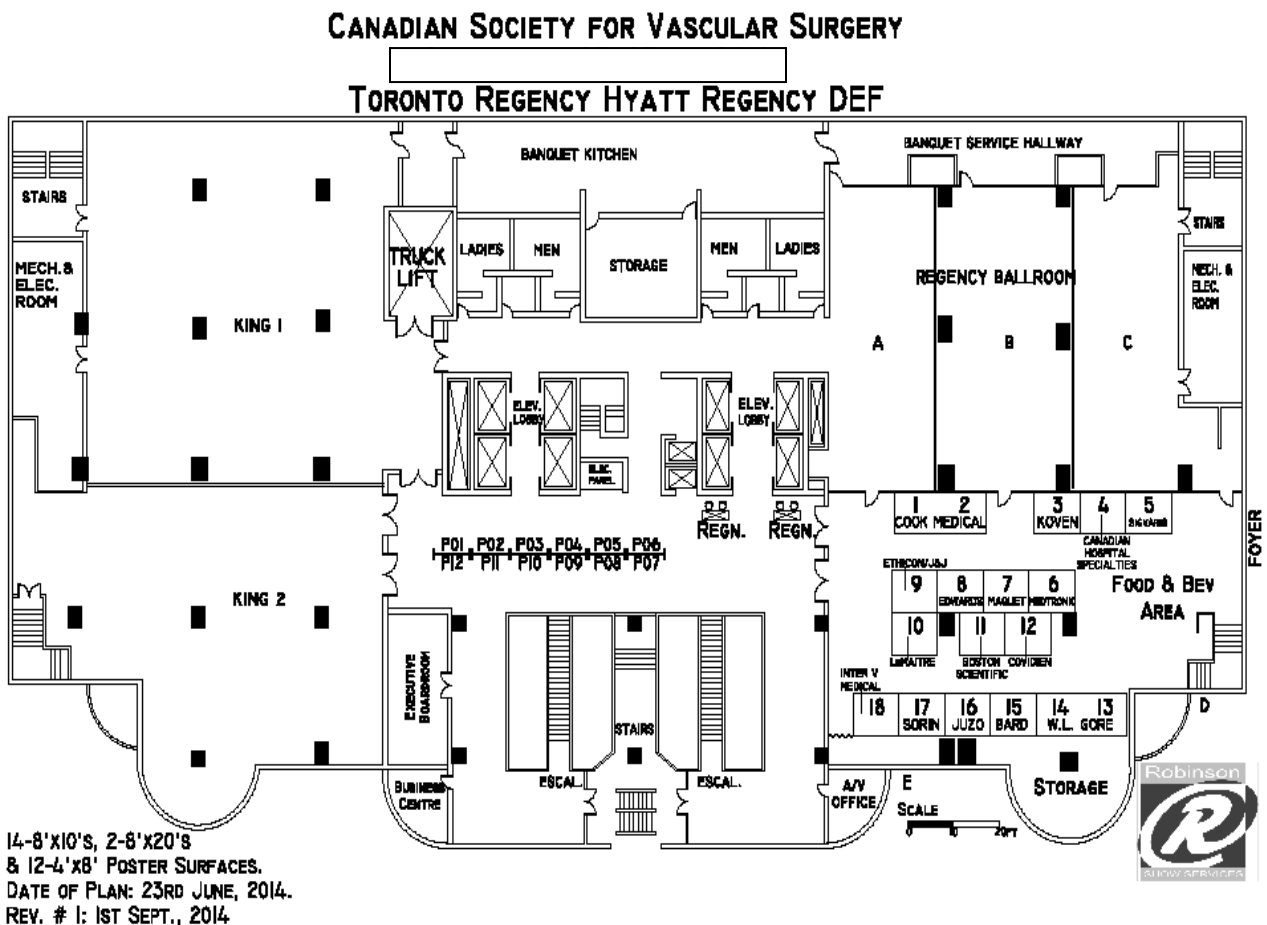 CANADIAN SOCIETY FOR VASCULAR SURGERY
TORONTO REGENCY HYATT REGENCY DEF
BANQUET KITCHEN
BANQUET SERVICE HALLWAY
STAIRS
STAIRS
LADIES
MEN
STORAGE
MEN
LADIES
TRUCK
LIFT
MECH. &
ELEC.
ROOM
MECH. &
ELEC.
ROOM
REGENCY BALLROOM
KING 1
A
B
C
ELEV.
LOBBY
ELEV.
LOBBY
ELEC.
PANEL
REGN.
REGN.
1
2
COOK MEDICAL
3
KOVEN
4
CANADIAN
HOSPITAL
SPECIALTIES
5
SIGVARIS
FOYER
P01 P02 P03 P04 P05 P06
P12 P11 P10 P09 P08 P07
KING 2
ETHICON/J&J
9
8
EDWARDS
7
MAQUET
6
MEDTRONIC
FOOD & BEV
AREA
10
LEMAITRE
11
BOSTON
SCIENTIFIC
12
COVIDIEN
EXECUTIVE
BOARDROOM
INTER V
MEDICAL
18
17
SORIN
16
JUZO
15
BARD
14
13
W.L. GORE
D
STAIRS
ESCAL.
ESCAL.
BUSINESS
CENTRE
A/V
OFFICE
E
STORAGE
SCALE
0 10 20FT
Robinson
R
SHOW SERVICES
14-8'X10'S, 2-8'X20'S
& 12-4'X8' POSTER SURFACES.
DATE OF PLAN: 23RD JUNE, 2014.
REV. # 1: 1ST SEPT., 2014